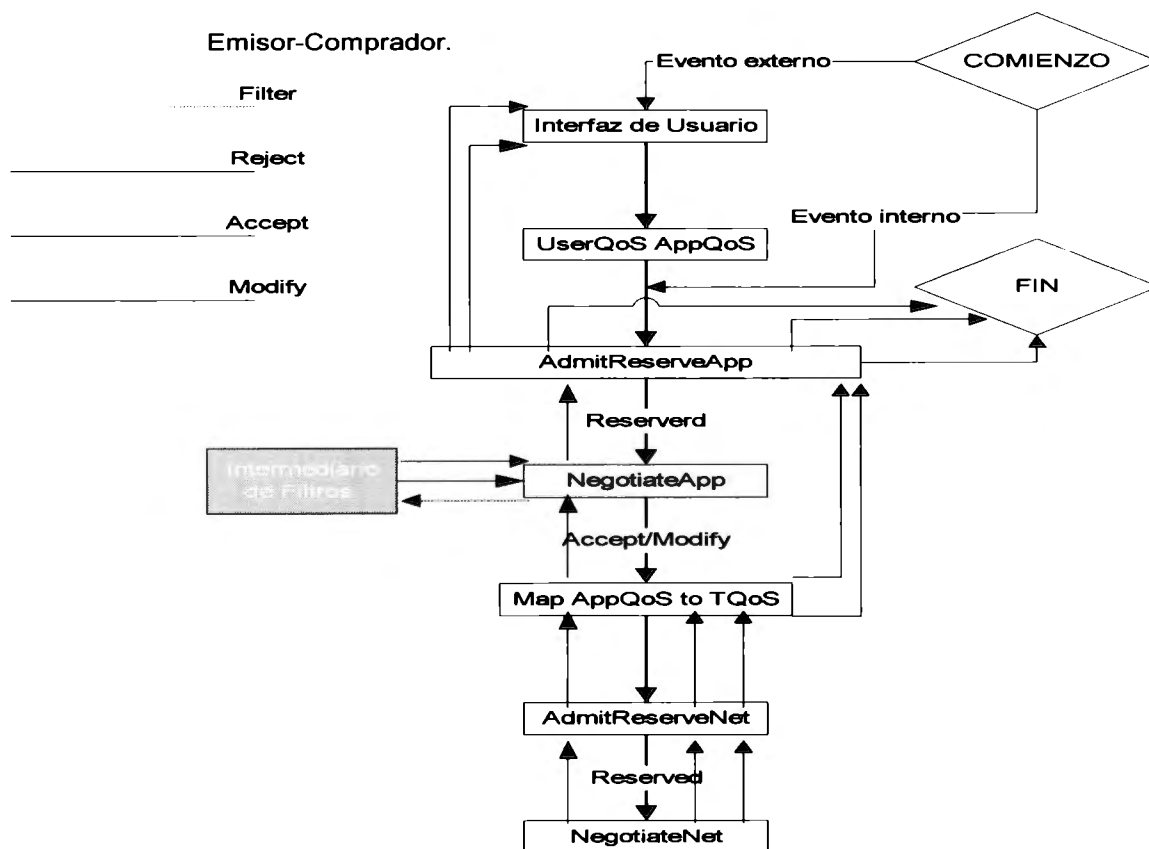 Emisor-Comprador.
Evento externo
COMIENZO
Filter
Interfaz de Usuario
Reject
Evento interno
Accept
UserQoS AppQoS
Modify
FIN
AdmitReserveApp
Reserverd
Intermediario
de Filtros
NegotiateApp
Accept/Modify
Map AppQoS to TQoS
AdmitReserveNet
Reserved
NegotiateNet